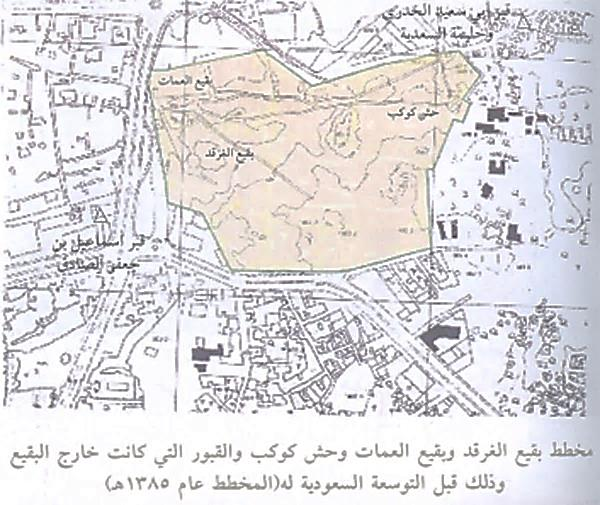 قبر أبي سعيد الخدري
وحليمة السعدية
بقيع العمات
حش كوكب
بقيع الغرقد
قبر اسماعيل بن
جعفر الصادق
مخطط بقيع الغرقد وبقيع العمات وحش كوكب والقبور التي كانت خارج البقيع
وذلك قبل التوسعة السعودية له(المخطط عام ١٣٨٥هـ)